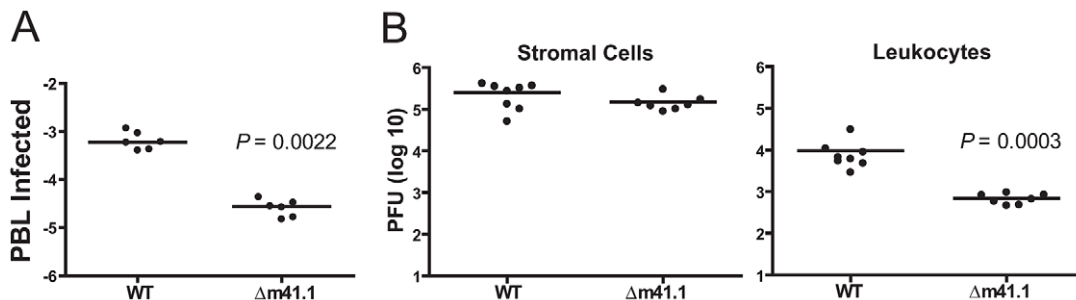 A
PBL Infected
-2
-3
-4
-5
-6
P = 0.0022
WT
Δm41.1
B
Stromal Cells
PFU (log 10)
6
5
4
3
2
1
WT
Δm41.1
Leukocytes
6
5
4
3
2
1
P = 0.0003
WT
Δm41.1